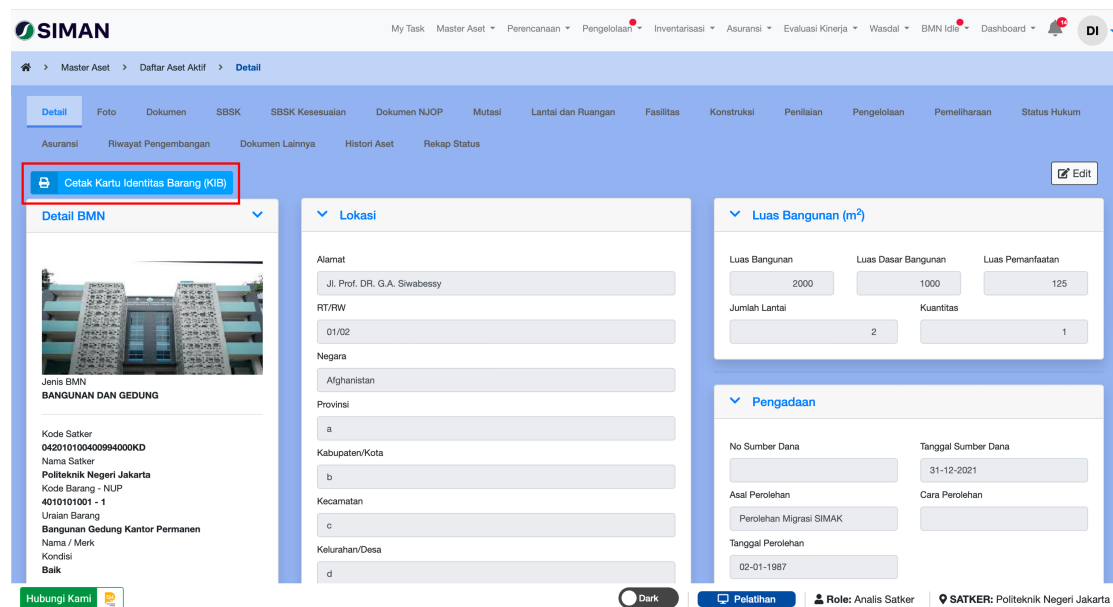 SIMAN
My Task Master Aset Perencanaan Pengelolaan Inventarisasi Asuransi Evaluasi Kinerja Wasdal BMN Idle Dashboard DI
> Master Aset > Daftar Aset Aktif > Detail
Detail Foto Dokumen SBSK SBSK Kesesuaian Dokumen NJOP Mutasi Lantai dan Ruangan Fasilitas Konstruksi Penilaian Pengelolaan Pemeliharaan Status Hukum
Asuransi Riwayat Pengembangan Dokumen Lainnya Histori Aset Rekap Status
Cetak Kartu Identitas Barang (KIB)
Edit
Detail BMN
Jenis BMN
BANGUNAN DAN GEDUNG
Kode Satker
042010100400994000KD
Nama Satker
Politeknik Negeri Jakarta
Kode Barang - NUP
4010101001 - 1
Uraian Barang
Bangunan Gedung Kantor Permanen
Nama / Merk
Kondisi
Baik
Lokasi
Alamat
Jl. Prof. DR. G.A. Siwabessy
RT/RW
01/02
Negara
Afghanistan
Provinsi
a
Kabupaten/Kota
b
Kecamatan
c
Kelurahan/Desa
d
Luas Bangunan (m²)
Luas Bangunan Luas Dasar Bangunan Luas Pemanfaatan
2000 1000 125
Jumlah Lantai Kuantitas
2 1
Pengadaan
No Sumber Dana Tanggal Sumber Dana
31-12-2021
Asal Perolehan Cara Perolehan
Perolehan Migrasi SIMAK
Tanggal Perolehan
02-01-1987
Hubungi Kami Dark Pelatihan Role: Analis Satker SATKER: Politeknik Negeri Jakarta